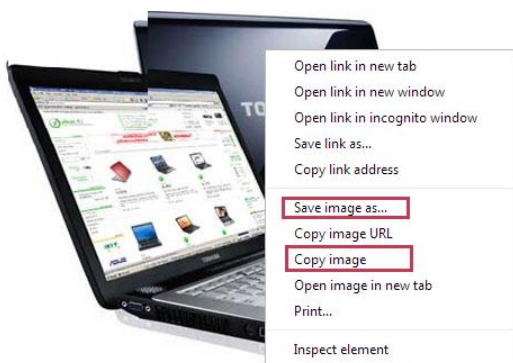 TO
Open link in new tab
Open link in new window
Open link in incognito window
Save link as...
Copy link address
Save image as...
Copy image URL
Copy image
Open image in new tab
Print...
Inspect element